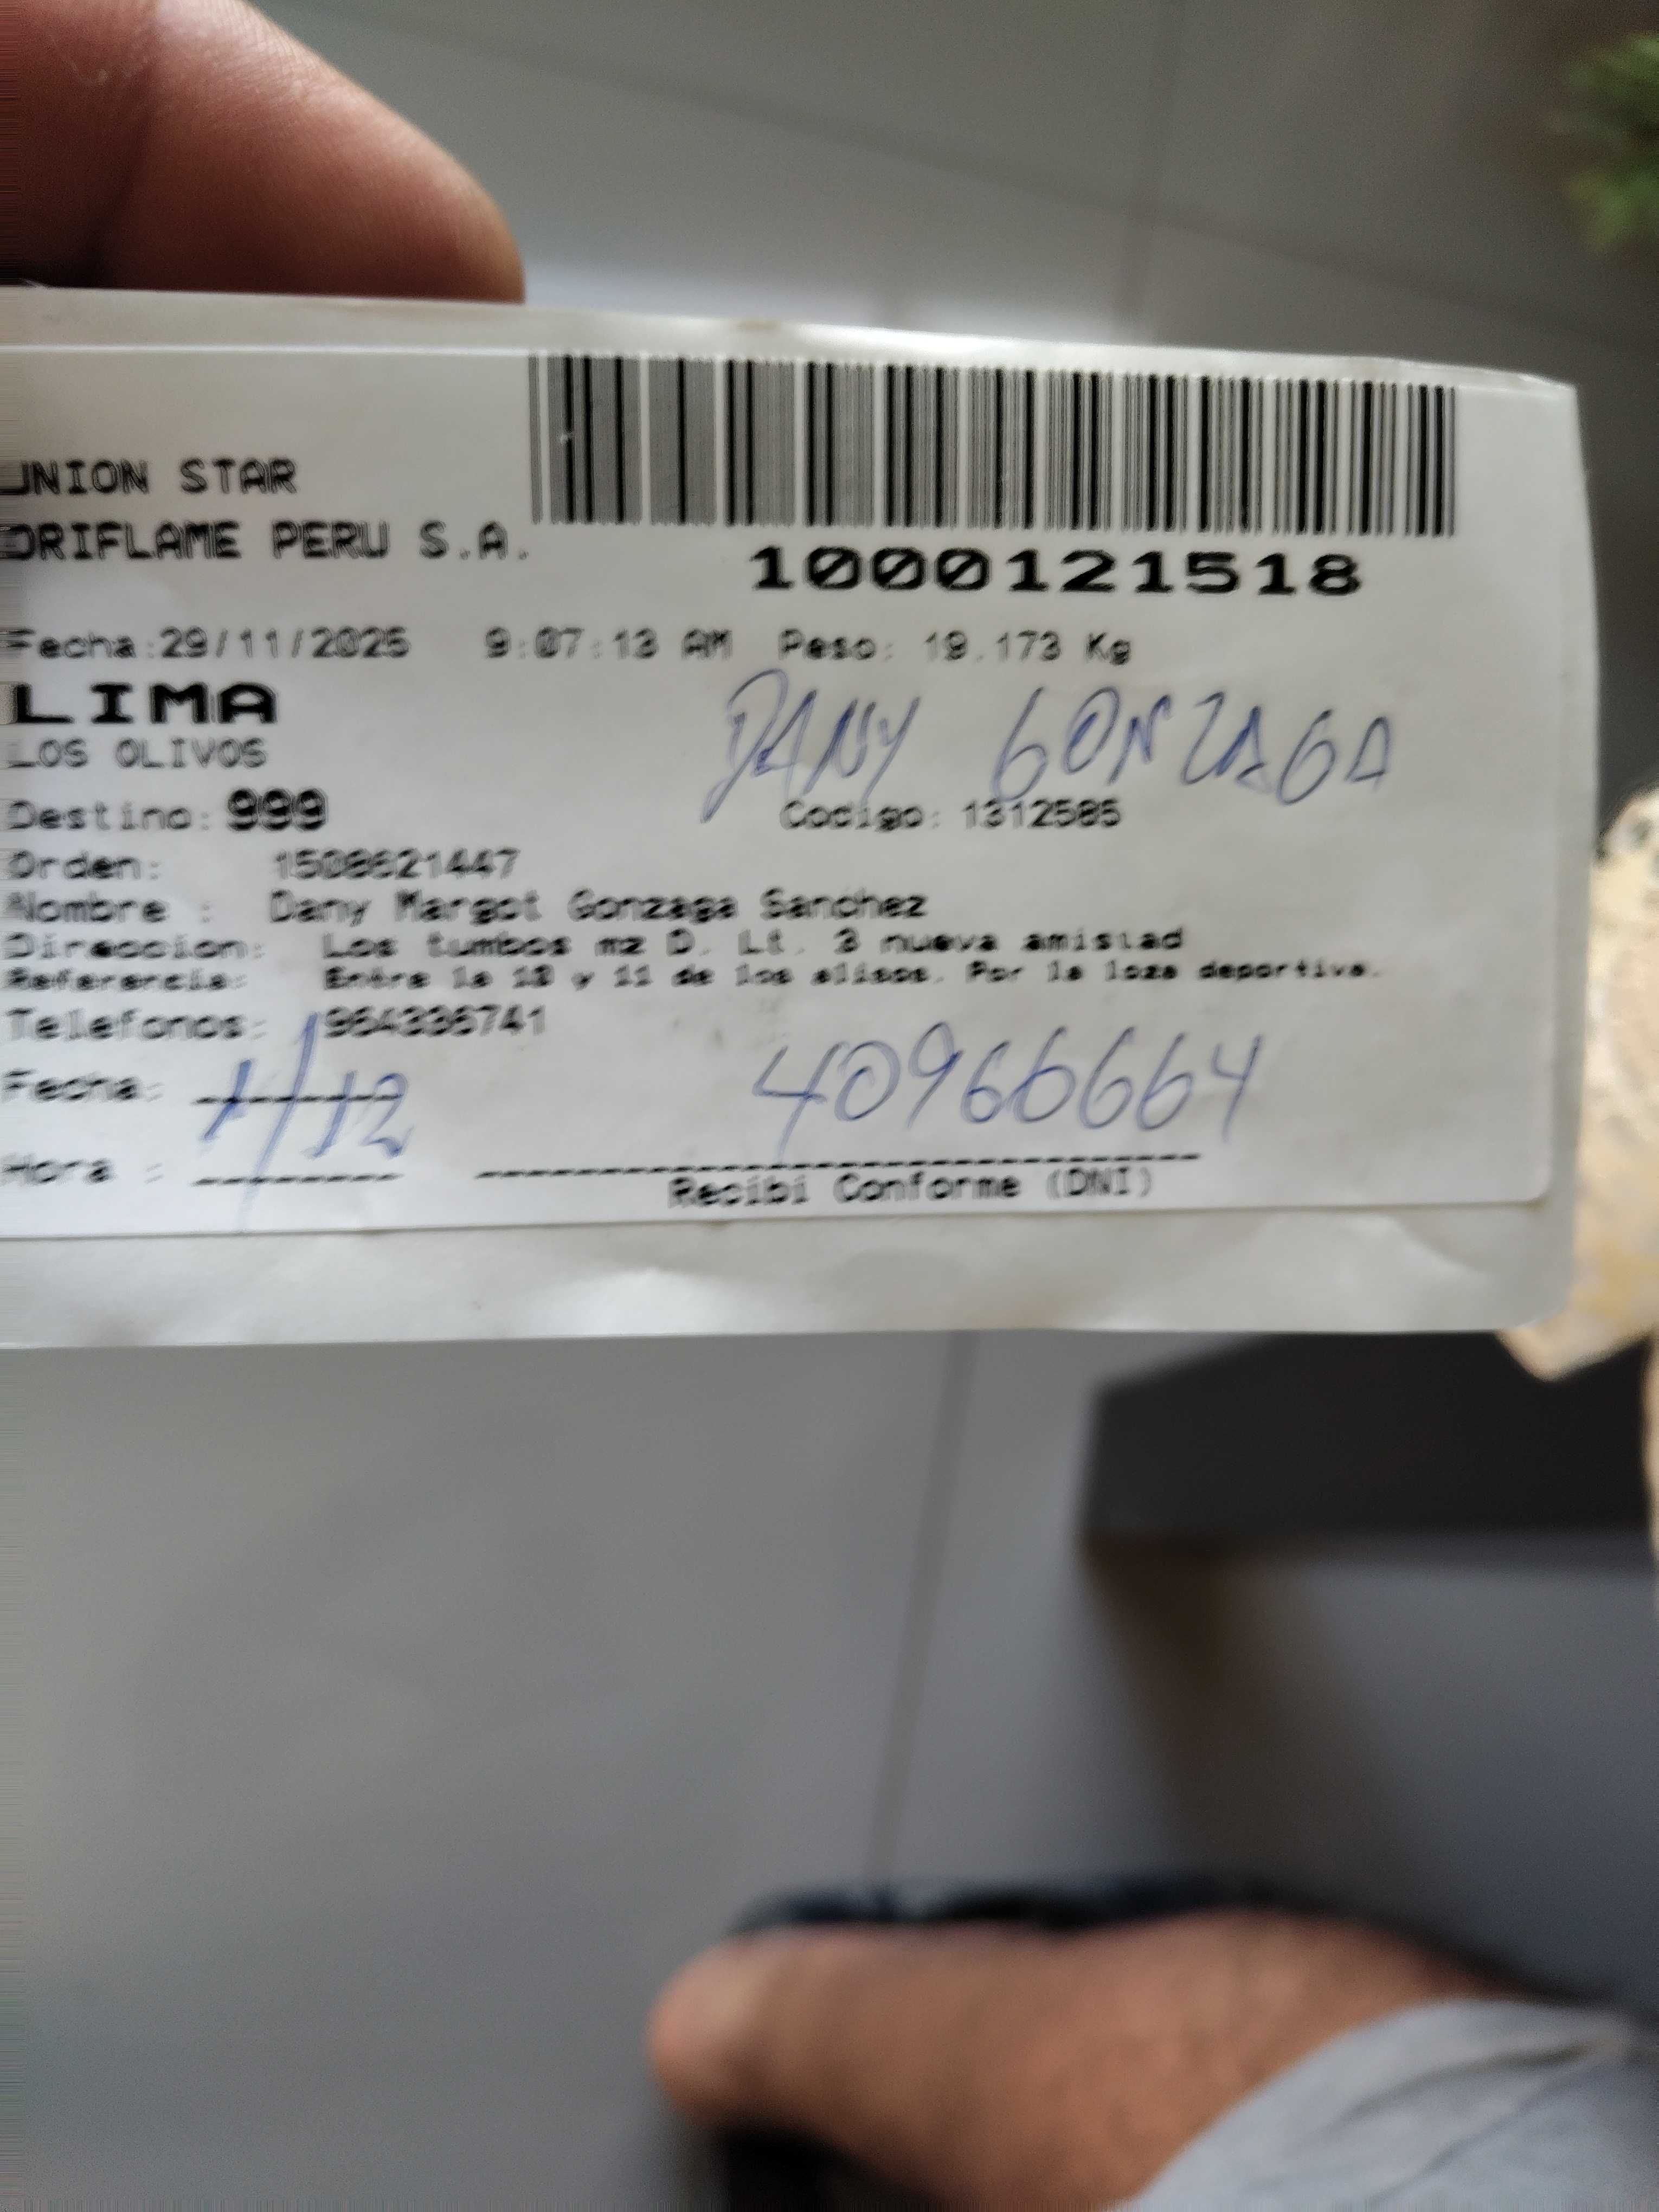 UNION STAR
ORIFLAME PERU S.A.
1000121518
Fecha:29/11/2025 9:07:13 AM Peso: 19.173 Kg
LIMA
DANY GONZAGA
LOS OLIVOS
Destino: 999 Codigo: 1312585
Orden: 1508621447
Nombre : Dany Margot Gonzaga Sanchez
Direccion: Los tumbos mz D. Lt. 3 nueva amistad
Referencia: Entre la 10 y 11 de los alisos. Por la loza deportiva.
Telefonos: 964336741
Fecha: 1/12 40966664
Hora :
Recibi Conforme (DNI)